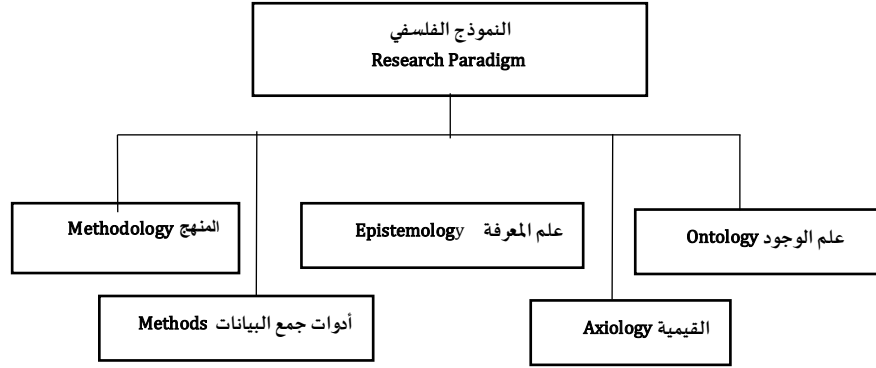 النموذج الفلسفي
Research Paradigm
علم الوجود Ontology
علم المعرفة Epistemology
المنهج Methodology
القيمية Axiology
أدوات جمع البيانات Methods